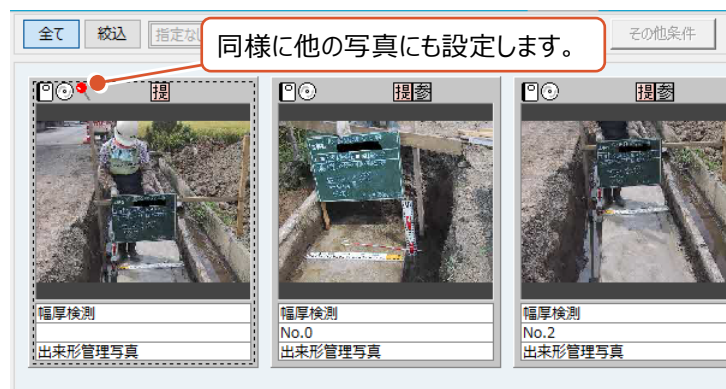 全て 絞込 指定な
同様に他の写真にも設定します。
その他条件
提
提参
提参
幅厚検測
出来形管理写真
幅厚検測
No.0
出来形管理写真
幅厚検測
No.2
出来形管理写真